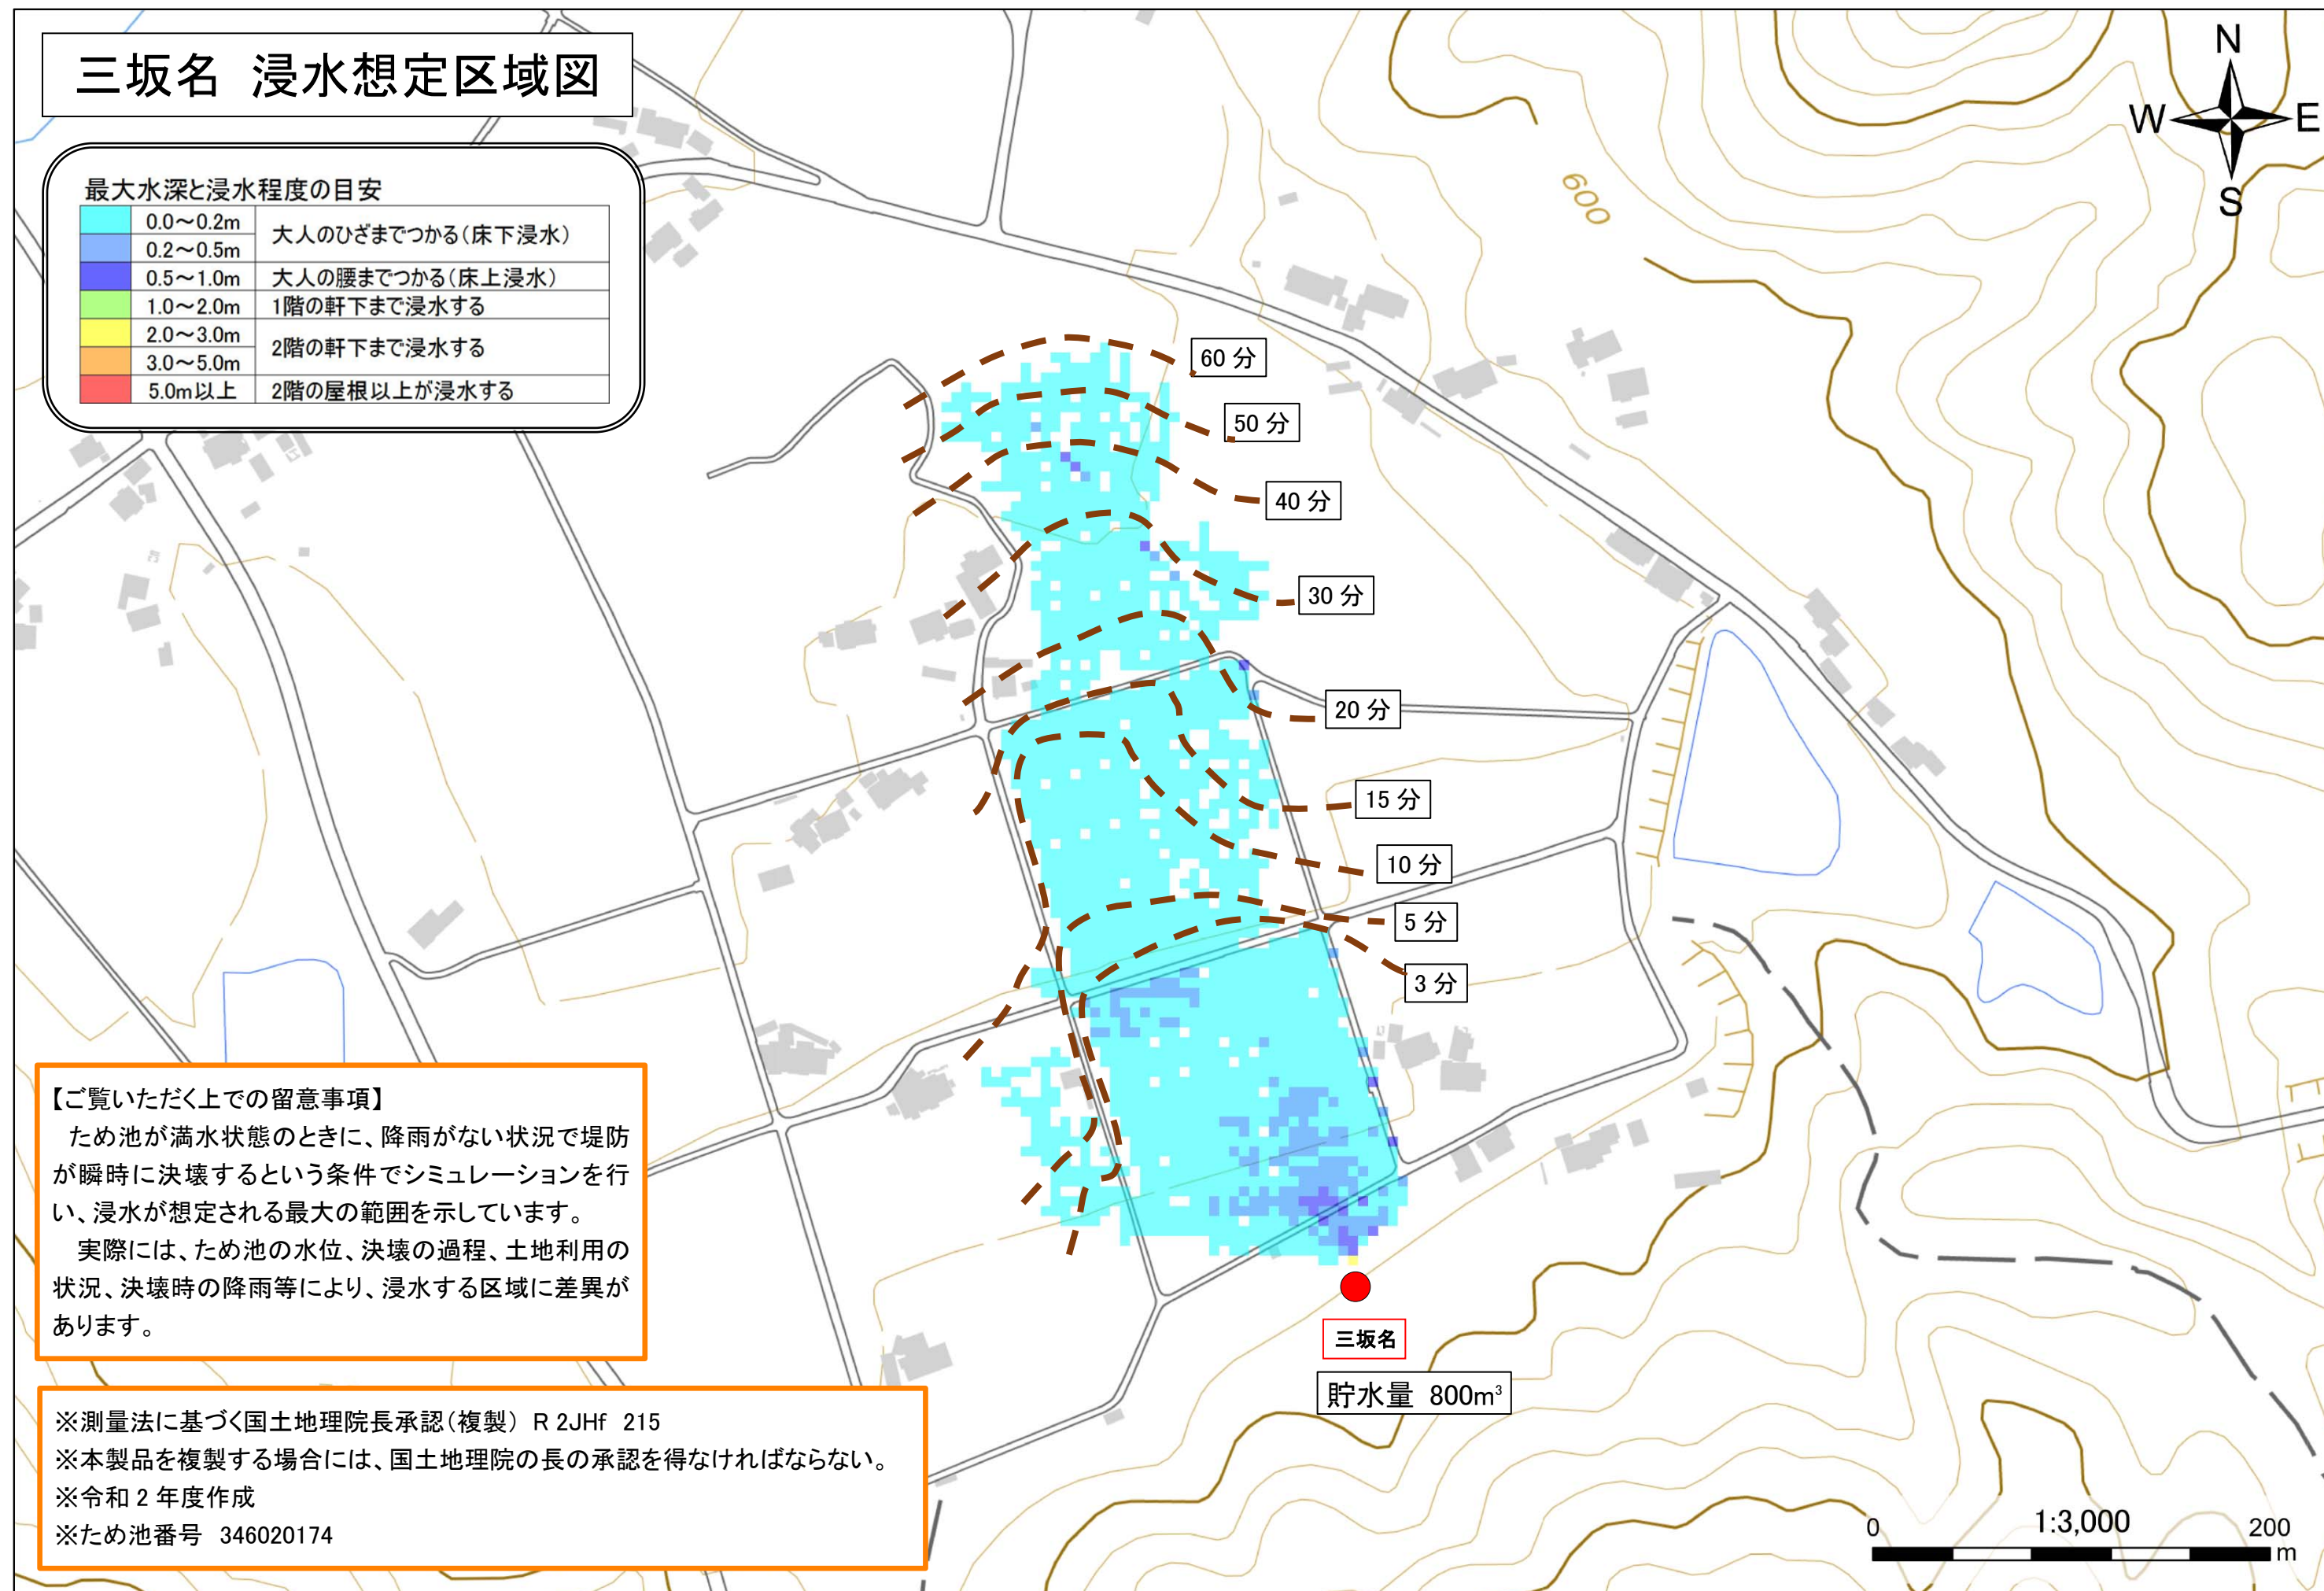 三坂名 浸水想定区域図
N
W
E
S
最大水深と浸水程度の目安
0.0～0.2m
大人のひざまでつかる(床下浸水)
0.2～0.5m
0.5～1.0m 大人の腰までつかる(床上浸水)
1.0～2.0m 1階の軒下まで浸水する
2.0～3.0m
2階の軒下まで浸水する
3.0～5.0m
5.0m以上 2階の屋根以上が浸水する
600
60 分
50 分
40 分
30 分
20 分
15 分
10 分
5 分
3 分
三坂名
貯水量 800m³
【ご覧いただく上での留意事項】
ため池が満水状態のときに、降雨がない状況で堤防
が瞬時に決壊するという条件でシミュレーションを行
い、浸水が想定される最大の範囲を示しています。
実際には、ため池の水位、決壊の過程、土地利用の
状況、決壊時の降雨等により、浸水する区域に差異が
あります。
※測量法に基づく国土地理院長承認(複製) R 2JHf 215
※本製品を複製する場合には、国土地理院の長の承認を得なければならない。
※令和 2 年度作成
※ため池番号 346020174
1:3,000
0 200
m